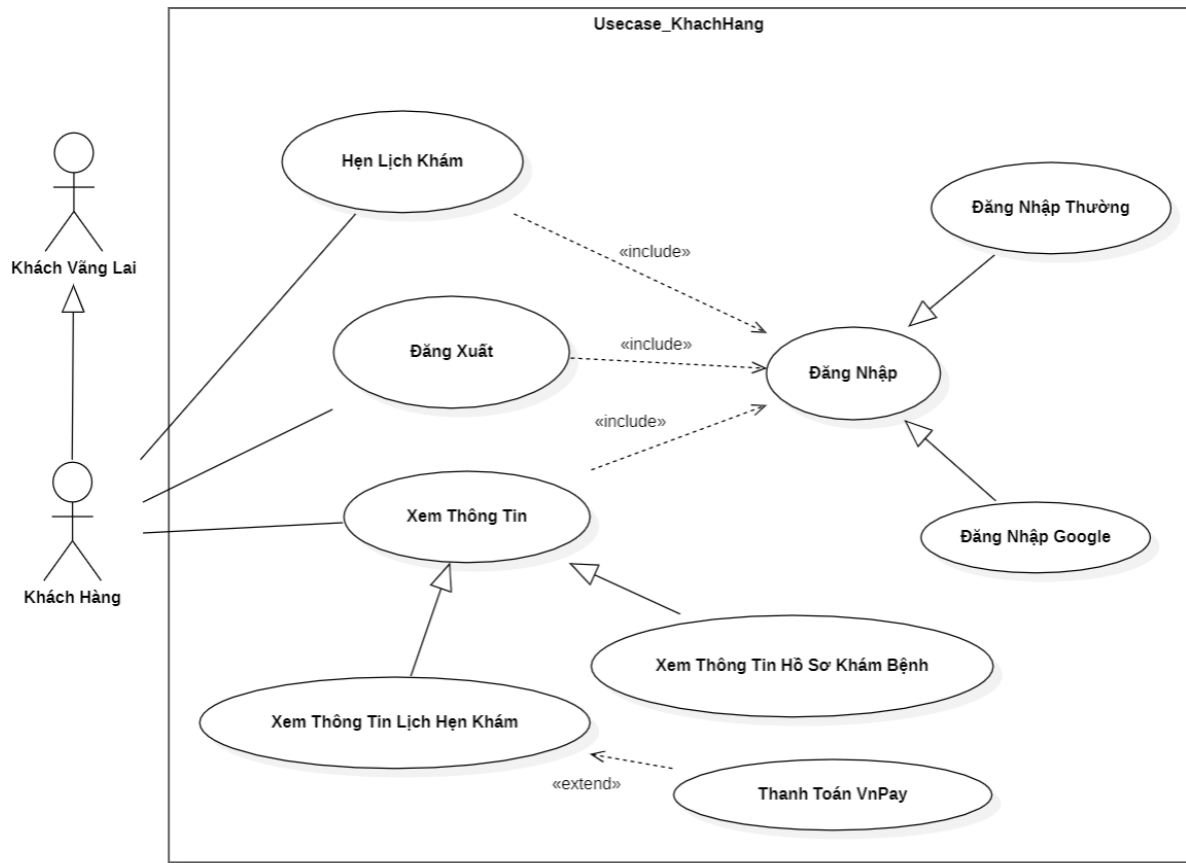 Usecase_KhachHang
Hẹn Lịch Khám
Đăng Nhập Thường
«include»
Khách Vãng Lai
Đăng Xuất
«include»
Đăng Nhập
«include»
Xem Thông Tin
Đăng Nhập Google
Khách Hàng
Xem Thông Tin Hồ Sơ Khám Bệnh
Xem Thông Tin Lịch Hẹn Khám
«extend»
Thanh Toán VnPay